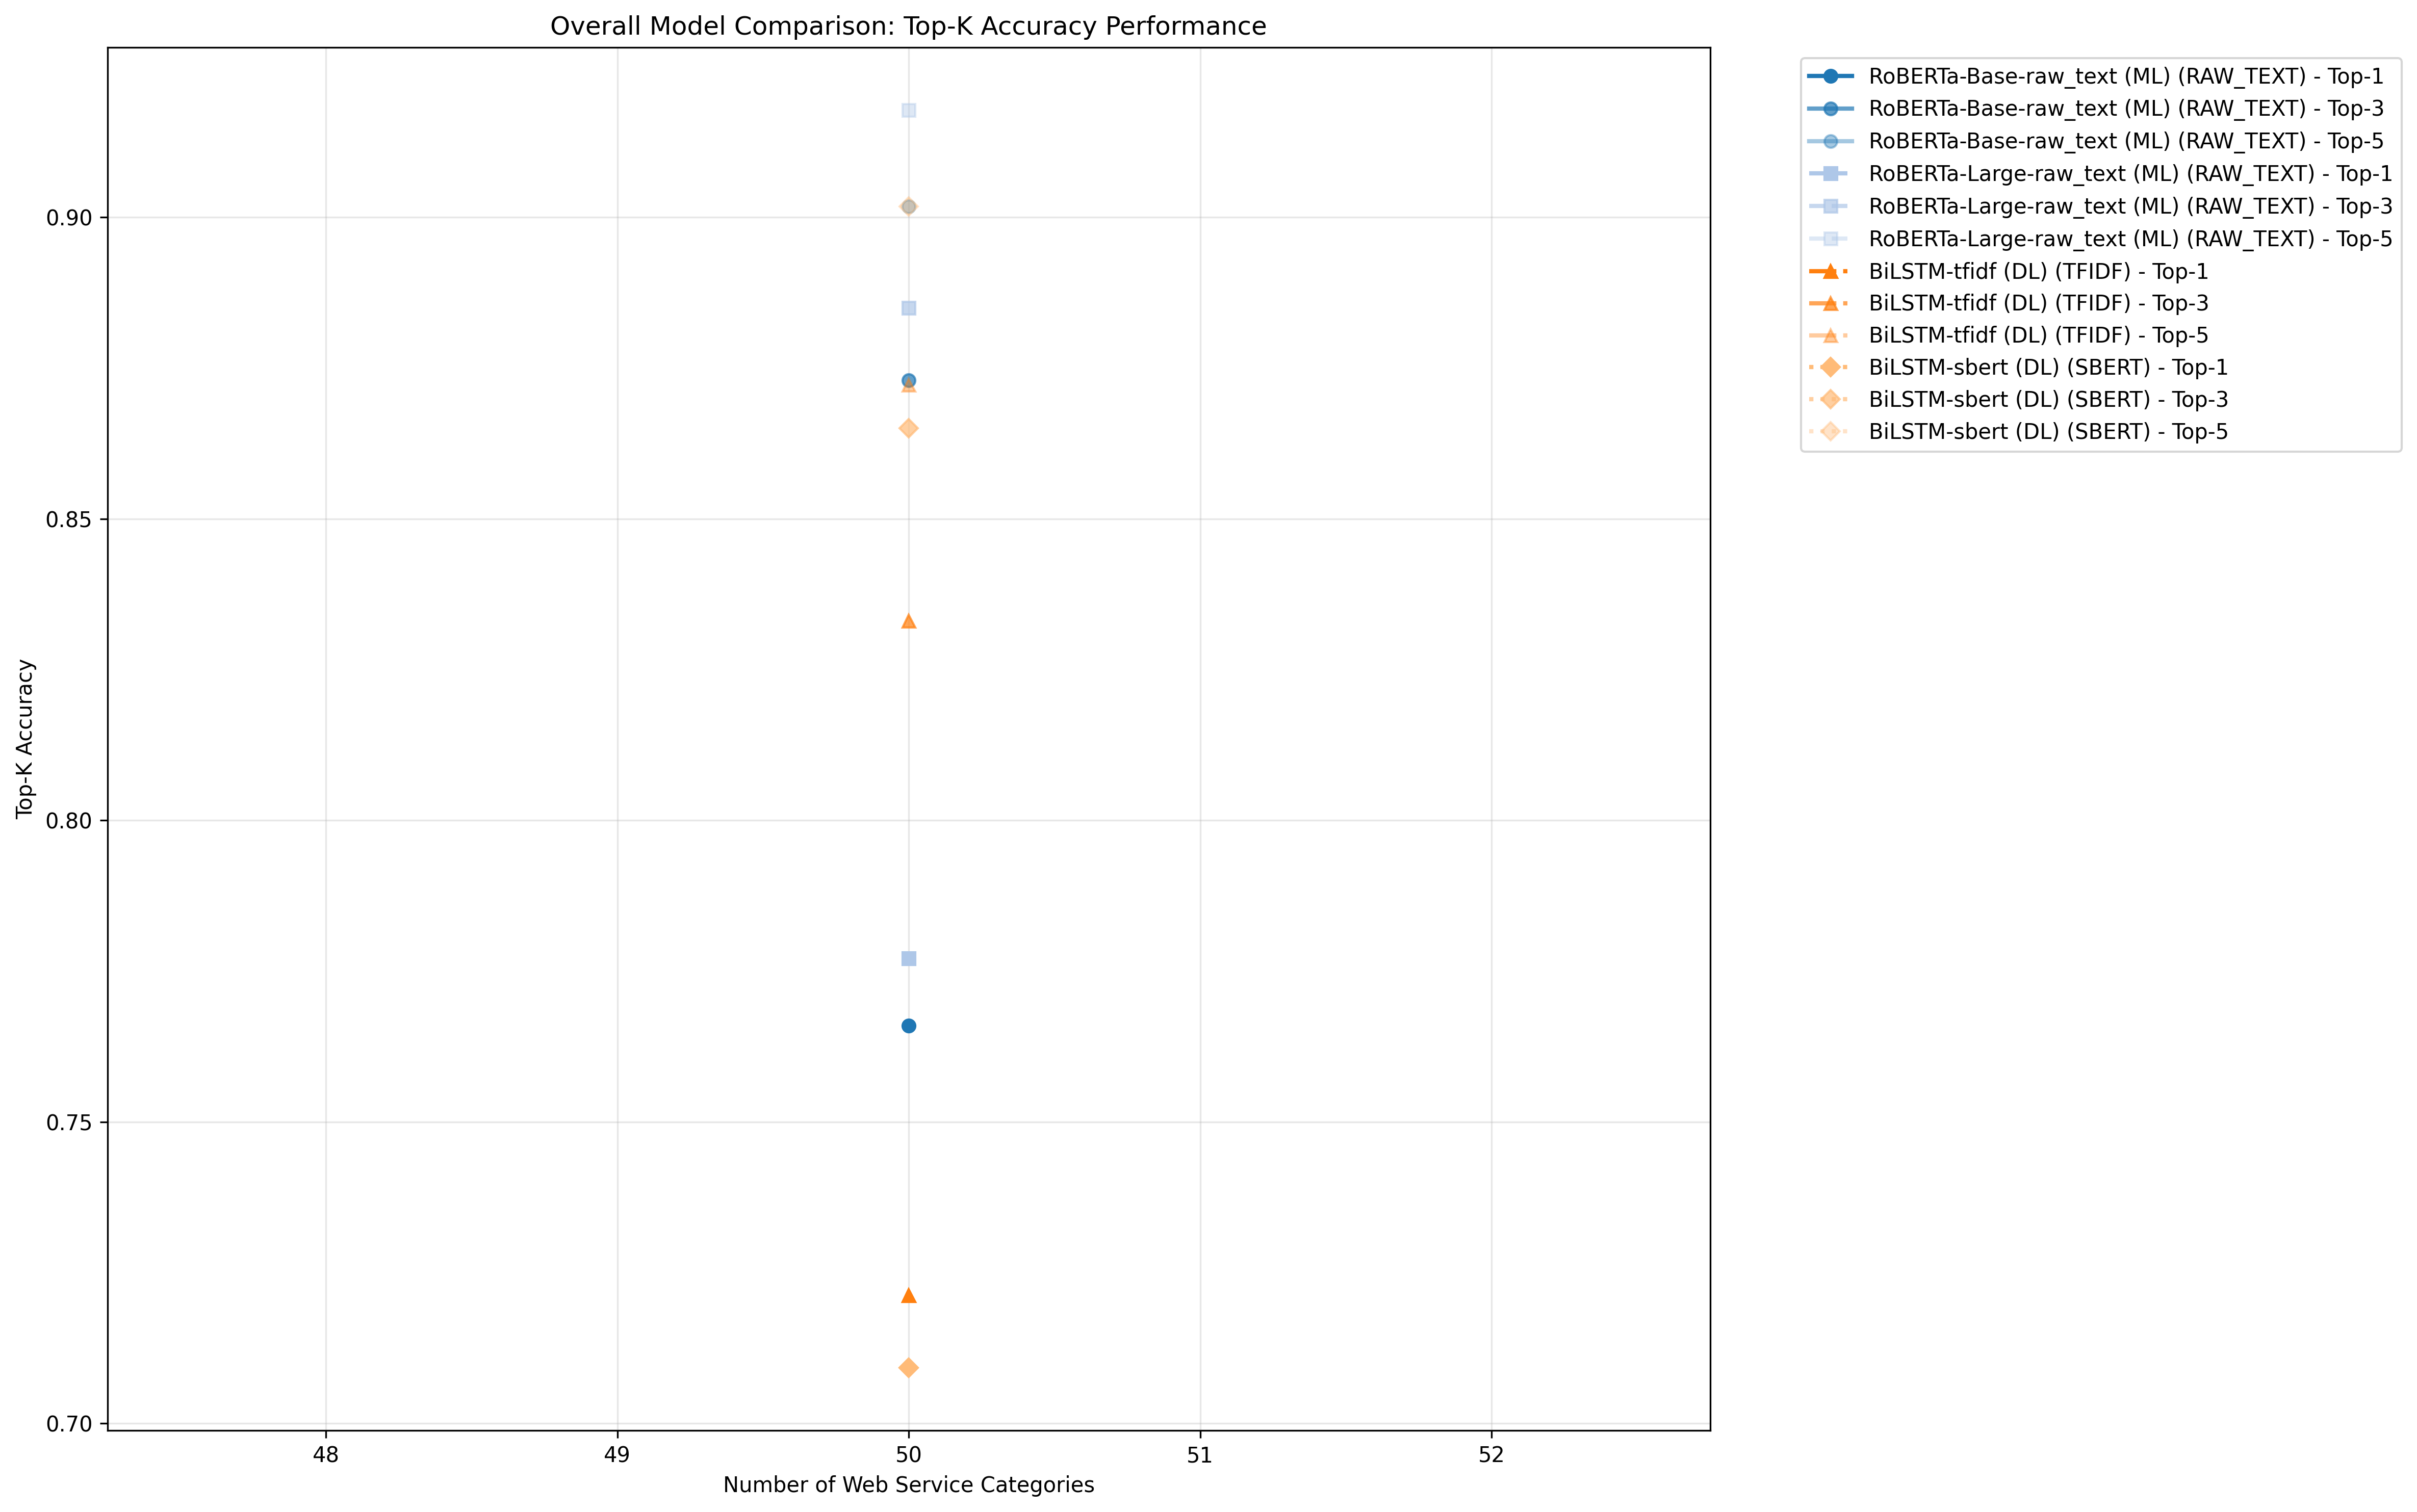 Overall Model Comparison: Top-K Accuracy Performance
RoBERTa-Base-raw_text (ML) (RAW_TEXT) - Top-1
RoBERTa-Base-raw_text (ML) (RAW_TEXT) - Top-3
RoBERTa-Base-raw_text (ML) (RAW_TEXT) - Top-5
RoBERTa-Large-raw_text (ML) (RAW_TEXT) - Top-1
RoBERTa-Large-raw_text (ML) (RAW_TEXT) - Top-3
RoBERTa-Large-raw_text (ML) (RAW_TEXT) - Top-5
BiLSTM-tfidf (DL) (TFIDF) - Top-1
BiLSTM-tfidf (DL) (TFIDF) - Top-3
BiLSTM-tfidf (DL) (TFIDF) - Top-5
BiLSTM-sbert (DL) (SBERT) - Top-1
BiLSTM-sbert (DL) (SBERT) - Top-3
BiLSTM-sbert (DL) (SBERT) - Top-5
Top-K Accuracy
0.90
0.85
0.80
0.75
0.70
48 49 50 51 52
Number of Web Service Categories